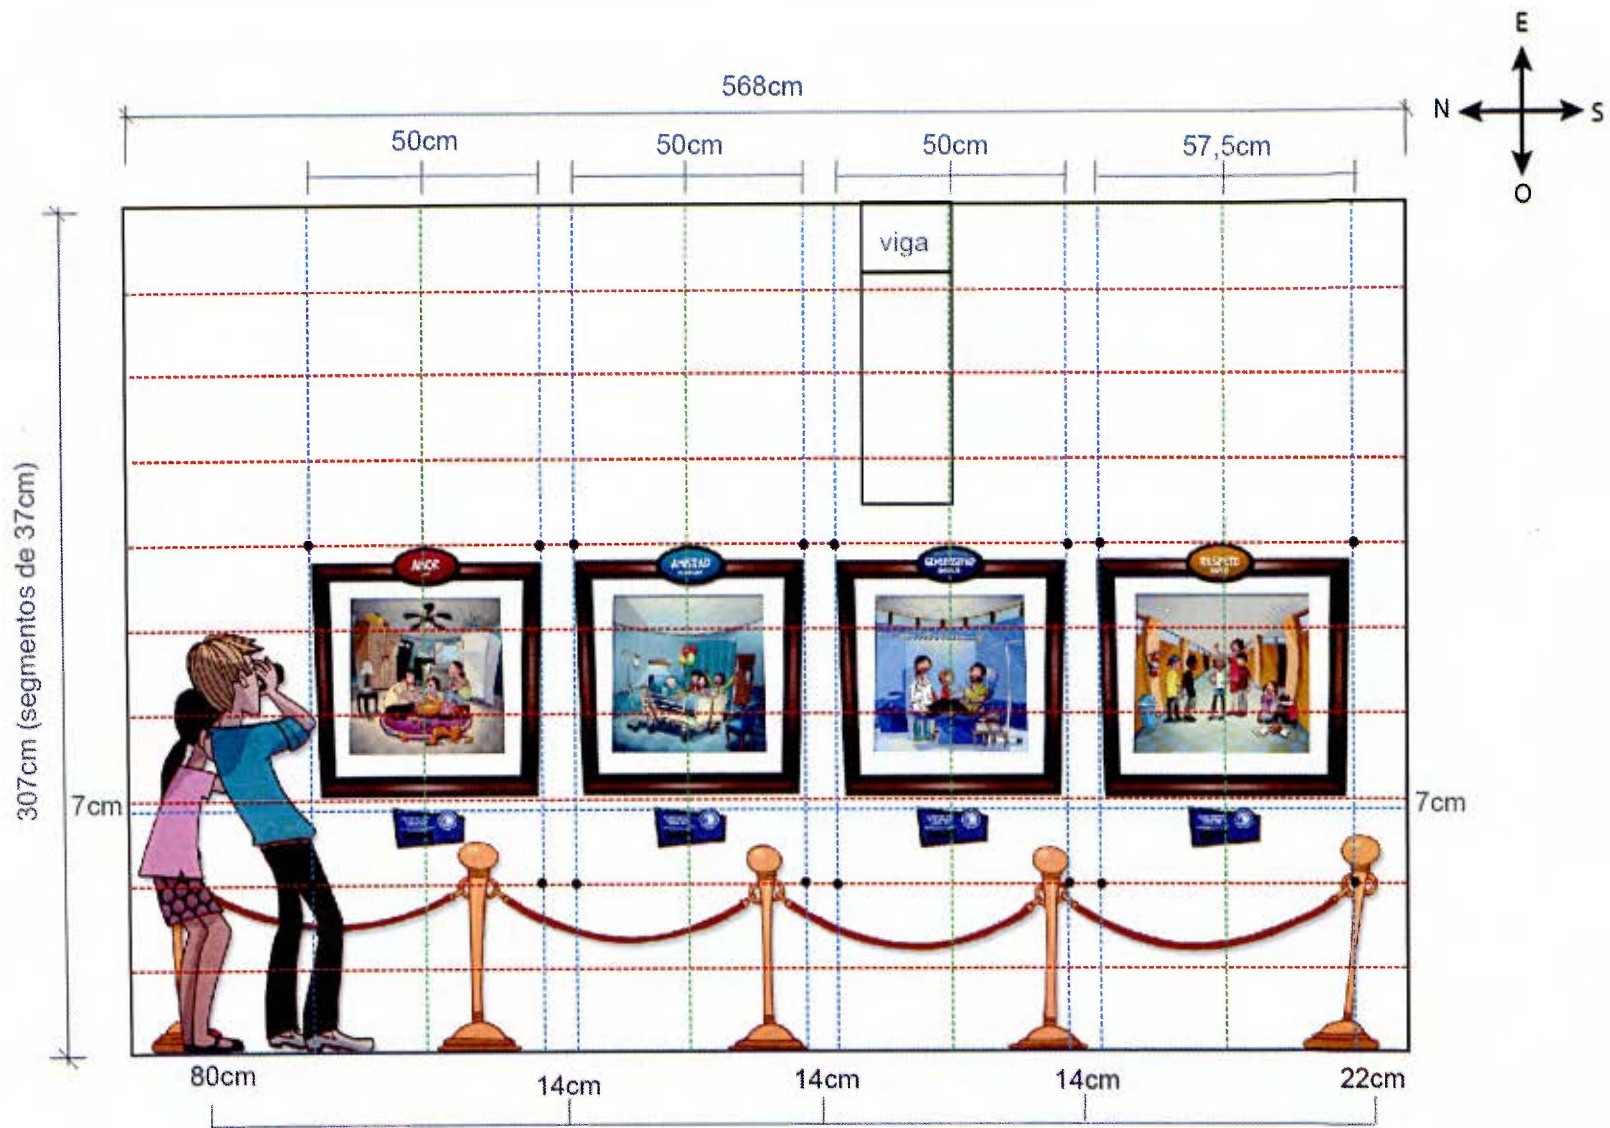 E
N
S
O
568cm
50cm
50cm
50cm
57,5cm
viga
307cm (segmentos de 37cm)
AMOR
AMISTAD
RESPETO
7cm
7cm
80cm
14cm
14cm
14cm
22cm